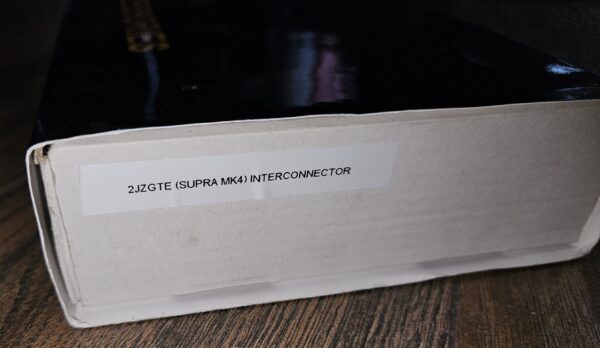 2JZGTE (SUPRA MK4) INTERCONNECTOR